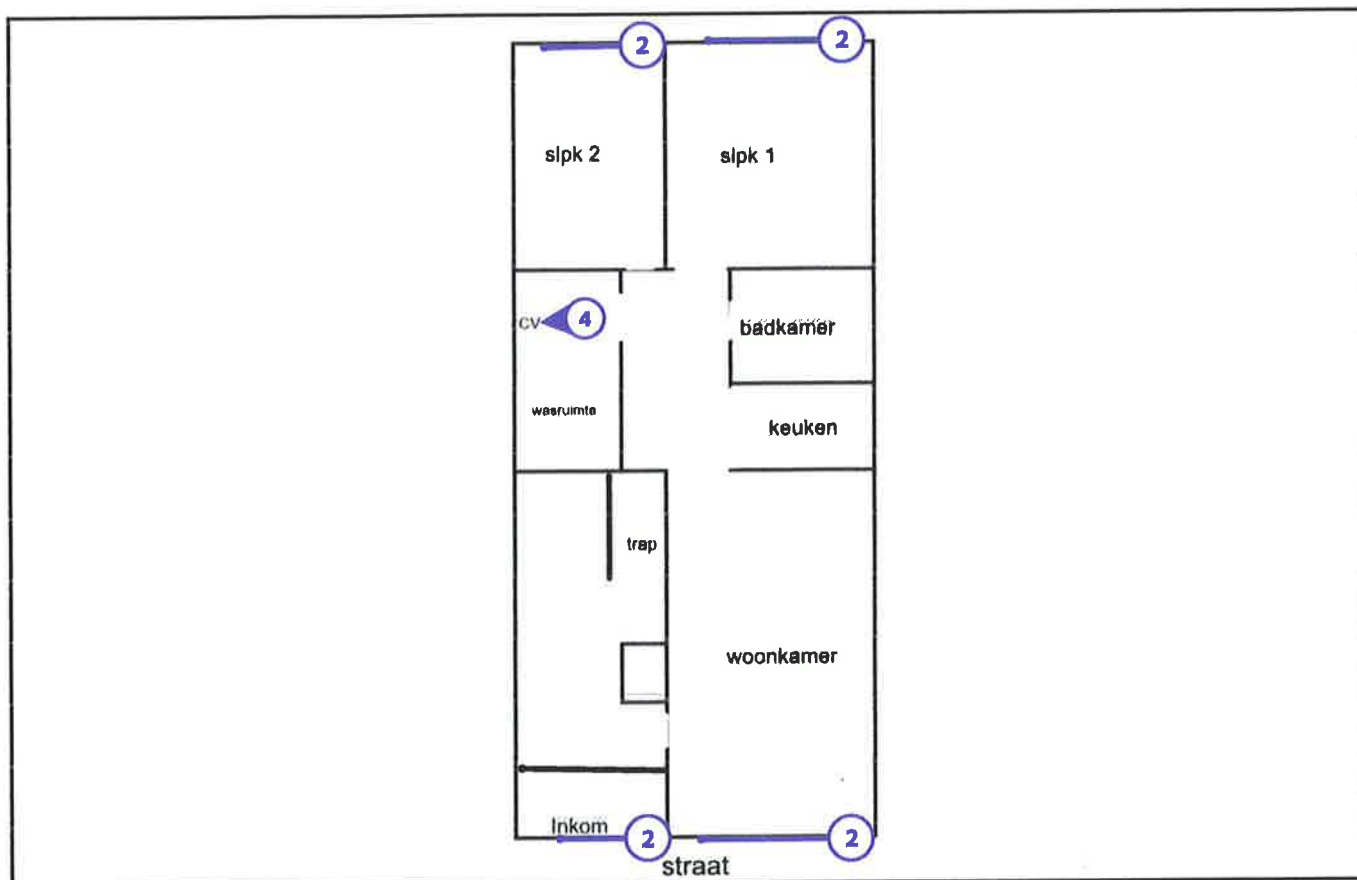 2
2
slpk 2
slpk 1
cv
4
badkamer
wasruimte
keuken
trap
woonkamer
Inkom
2
2
straat